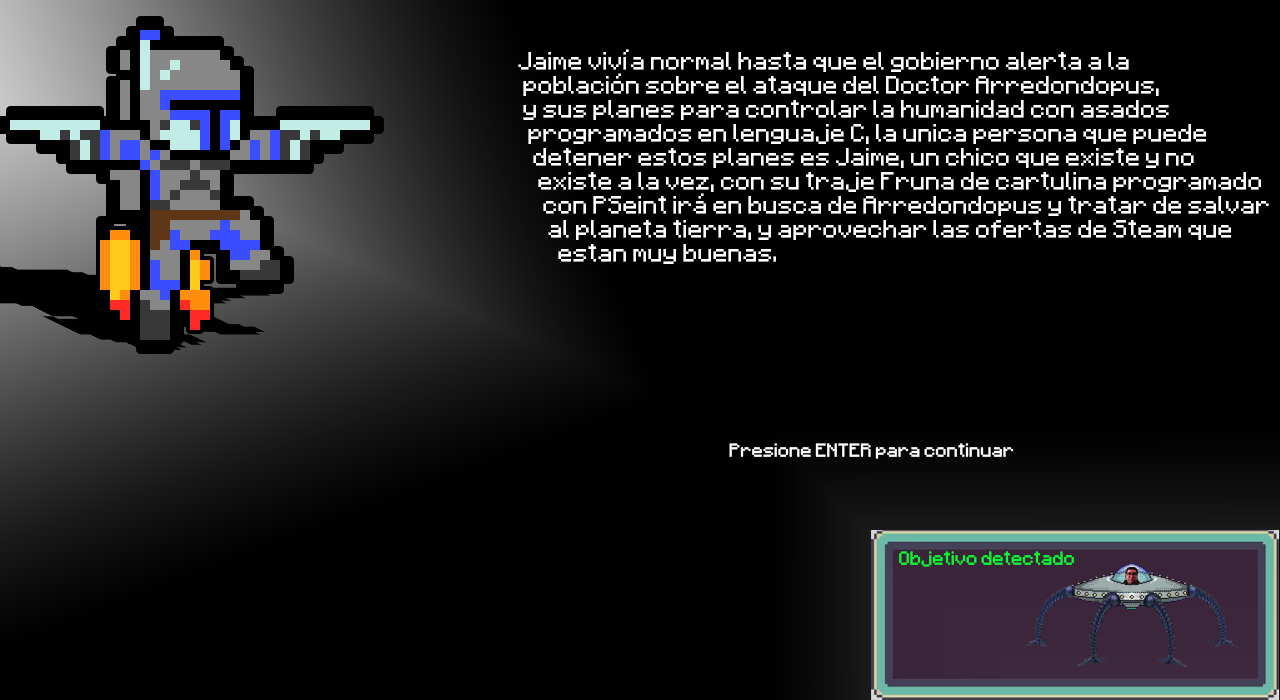 Jaime vivía normal hasta que el gobierno alerta a la
población sobre el ataque del Doctor Arredondopus,
y sus planes para controlar la humanidad con asados
programados en lenguaje C, la unica persona que puede
detener estos planes es Jaime, un chico que existe y no
existe a la vez, con su traje Fruna de cartulina programado
con PSeint irá en busca de Arredondopus y tratar de salvar
al planeta tierra, y aprovechar las ofertas de Steam que
estan muy buenas.
Presione ENTER para continuar
Objetivo detectado